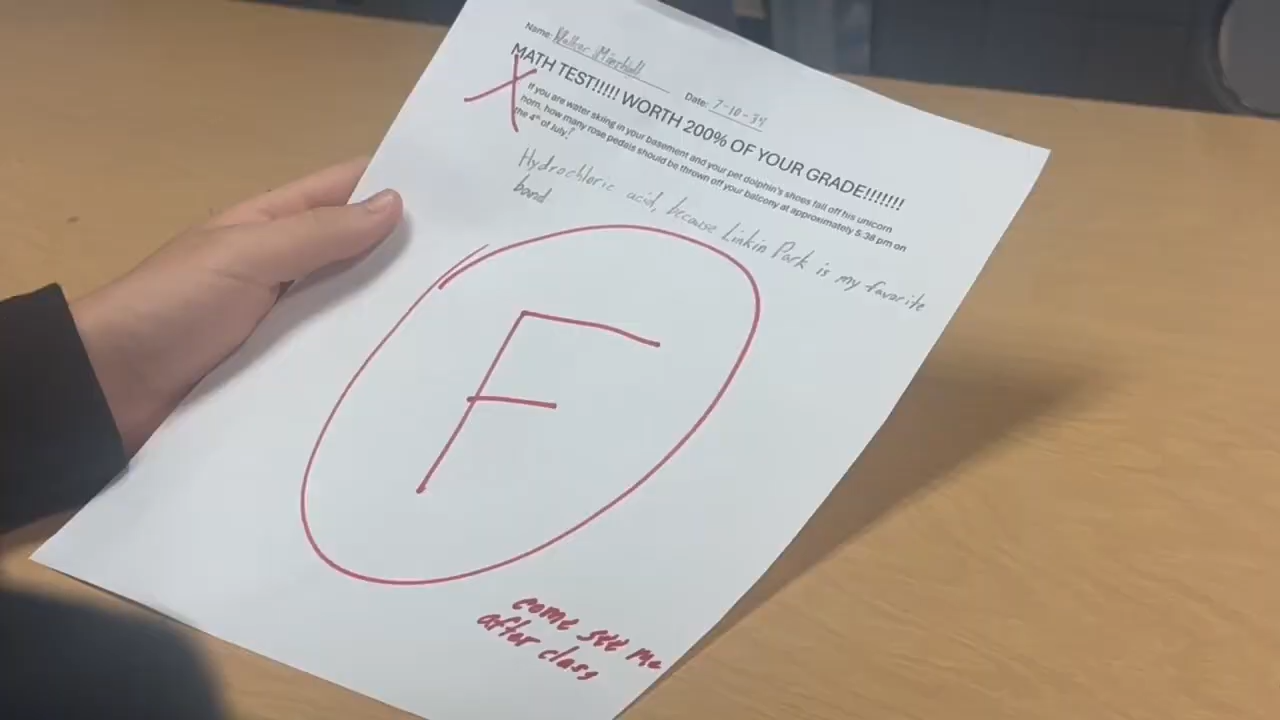 Name: Walker Marshall Date: 7-10-34
MATH TEST!!!!! WORTH 200% OF YOUR GRADE!!!!!!!
If you are water skiing in your basement and your pet dolphin's shoes fall off his unicorn
horn, how many rose pedals should be thrown off your balcony at approximately 5:38 pm on
the 4th of July?
Hydrochloric acid, because Linkin Park is my favorite
band
F
come see me
after class